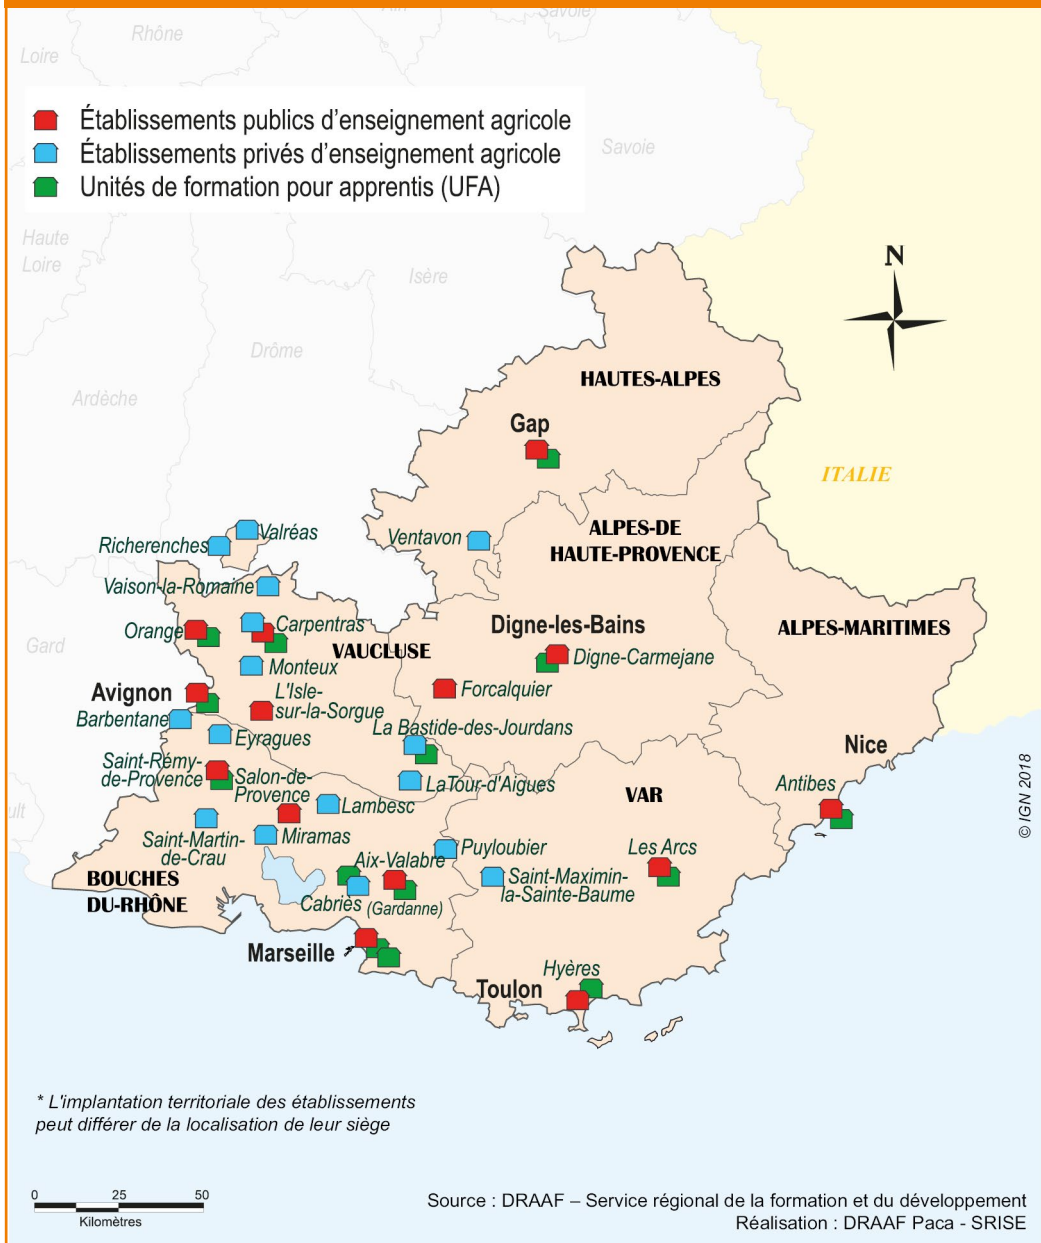 Rhône
Savoie
Ain
Loire
Établissements publics d'enseignement agricole
Établissements privés d'enseignement agricole
Unités de formation pour apprentis (UFA)
Savoie
Haute
Loire
Isère
N
Drôme
Ardèche
HAUTES-ALPES
Gap
ITALIE
Valréas
Richerenches
Ventavon
ALPES-DE
HAUTE-PROVENCE
Vaison-la-Romaine
Orange
Carpentras
Digne-les-Bains
ALPES-MARITIMES
Gard
VAUCLUSE
Monteux
Digne-Carmejane
Avignon
L'Isle-
sur-la-Sorgue
Forcalquier
Barbentane
Eyragues
La Bastide-des-Jourdans
Nice
Saint-Rémy-
de-Provence
Salon-de-
Provence
LaTour-d'Aigues
Antibes
VAR
Lambesc
Miramas
Saint-Martin-
de-Crau
Puyloubier
Les Arcs
Aix-Valabre
BOUCHES
DU-RHÔNE
Saint-Maximin-
la-Sainte-Baume
Cabriès
(Gardanne)
Marseille
Hyères
Toulon
© IGN 2018
ult
* L'implantation territoriale des établissements
peut différer de la localisation de leur siège
0 25 50
Kilomètres
Source : DRAAF – Service régional de la formation et du développement
Réalisation : DRAAF Paca - SRISE